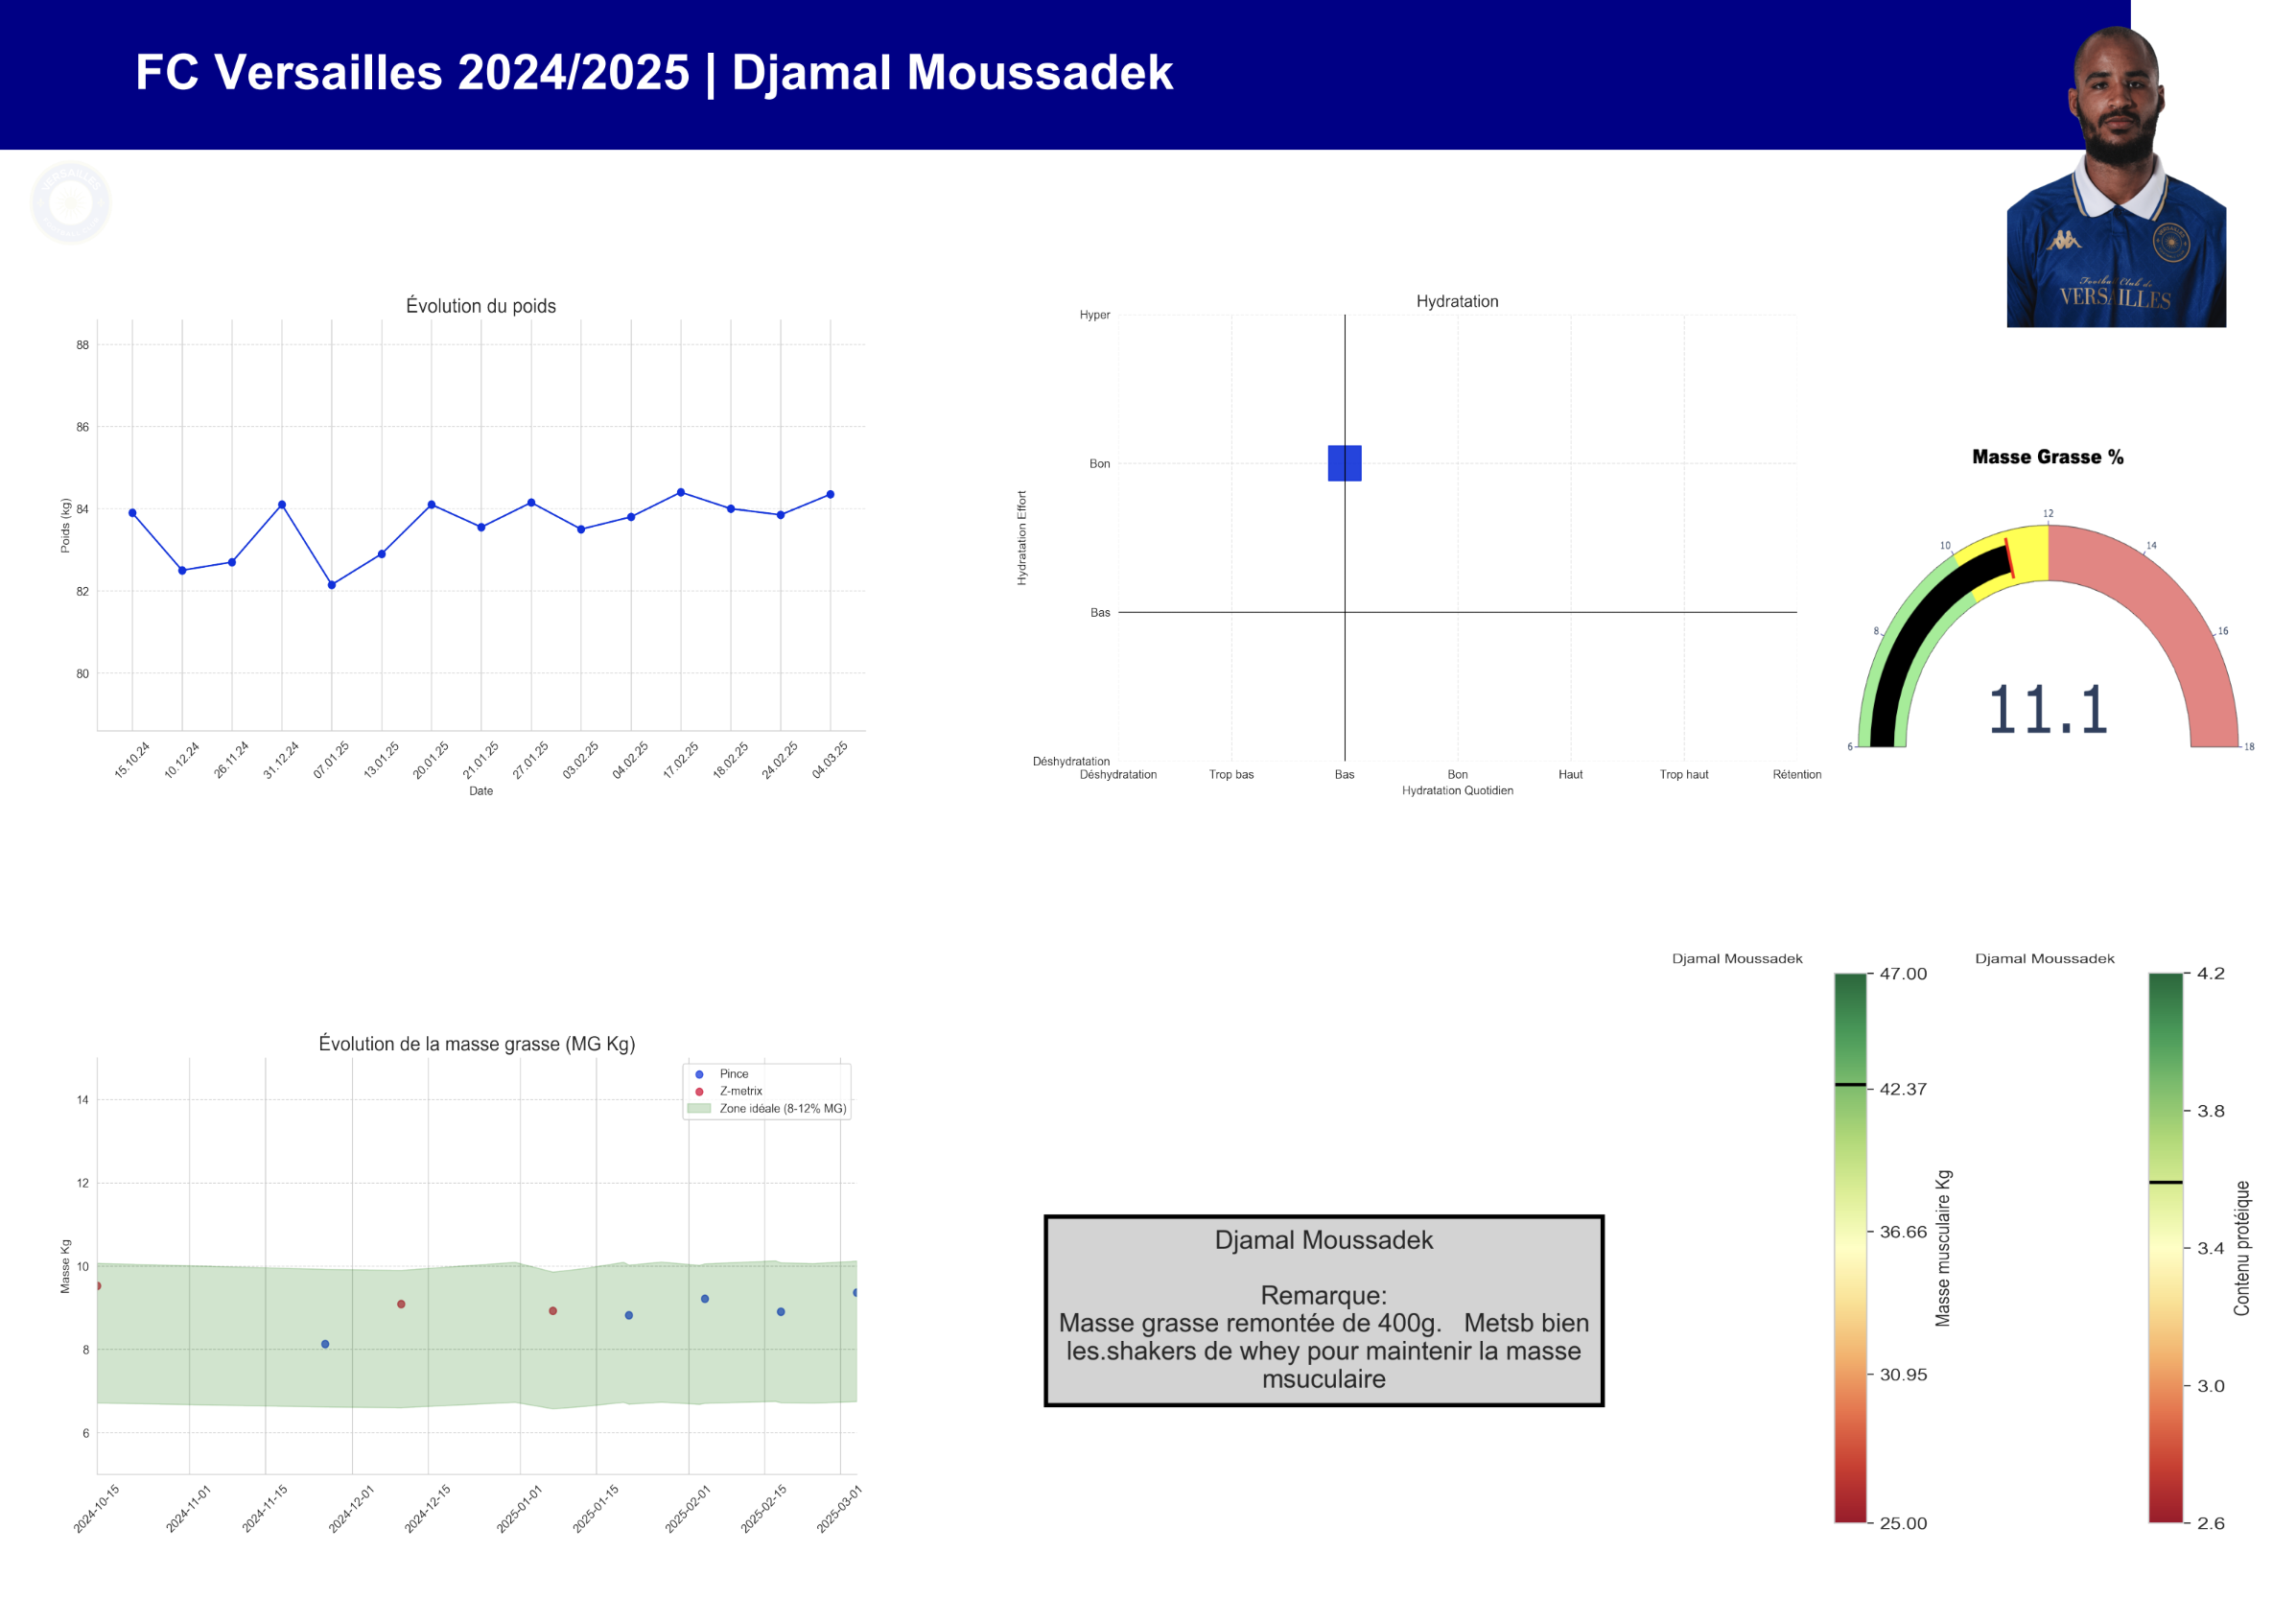 FC Versailles 2024/2025 | Djamal Moussadek
VERSAILLES
Football Club de
VERSAILLES
Évolution du poids
Poids (kg)
88
86
84
82
80
15.10.24
10.12.24
26.11.24
31.12.24
07.01.25
13.01.25
20.01.25
21.01.25
27.01.25
03.02.25
04.02.25
17.02.25
18.02.25
24.02.25
04.03.25
Date
Hydratation
Hydratation Effort
Hyper
Bon
Bas
Déshydratation
Déshydratation
Trop bas
Bas
Bon
Haut
Trop haut
Rétention
Hydratation Quotidien
Masse Grasse %
6
8
10
12
14
16
18
11.1
Évolution de la masse grasse (MG Kg)
Pince
Z-metrix
Zone idéale (8-12% MG)
Masse Kg
14
12
10
8
6
2024-10-15
2024-11-01
2024-11-15
2024-12-01
2024-12-15
2025-01-01
2025-01-15
2025-02-01
2025-02-15
2025-03-01
Djamal Moussadek
Remarque:
Masse grasse remontée de 400g.   Metsb bien
les.shakers de whey pour maintenir la masse
msuculaire
Djamal Moussadek
47.00
42.37
36.66
30.95
25.00
Masse musculaire Kg
Djamal Moussadek
4.2
3.8
3.4
3.0
2.6
Contenu protéique